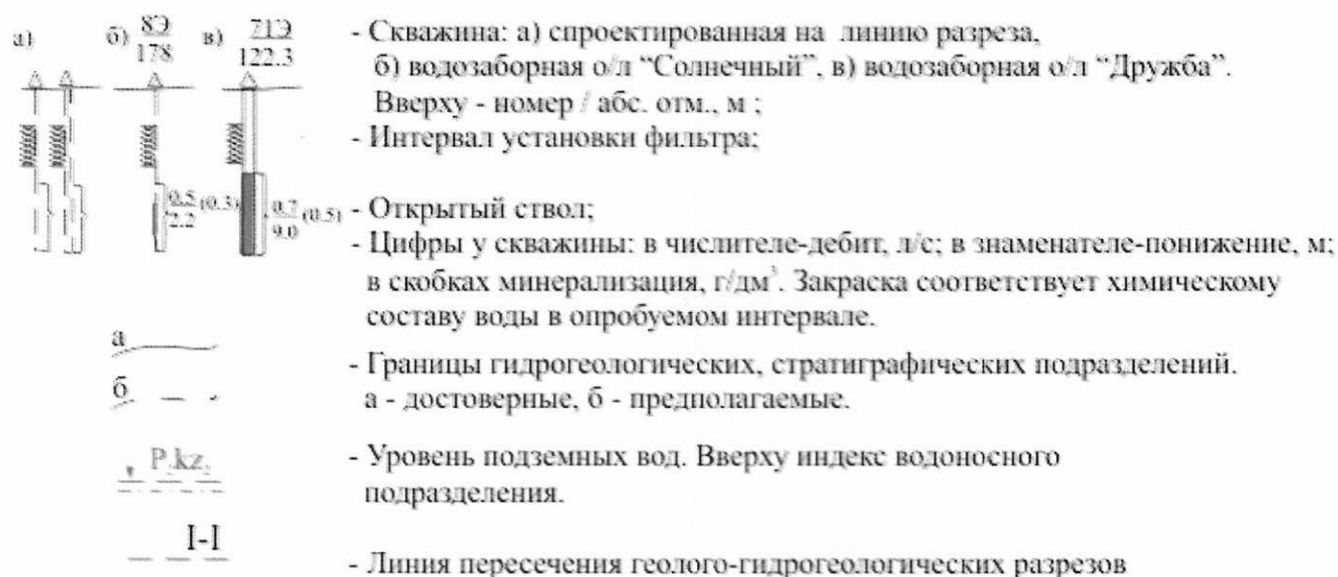 а) б) 8Э в) 71Э - Скважина: а) спроектированная на линию разреза,
178 122.3 б) водозаборная о/л “Солнечный”, в) водозаборная о/л “Дружба”.
Вверху - номер / абс. отм., м ;
- Интервал установки фильтра;
0.5 (0.3) 0.7 (0.5) - Открытый ствол;
2.2 9.0
- Цифры у скважины: в числителе-дебит, л/с; в знаменателе-понижение, м;
в скобках минерализация, г/дм³. Закраска соответствует химическому
составу воды в опробуемом интервале.
а - Границы гидрогеологических, стратиграфических подразделений.
б а - достоверные, б - предполагаемые.
P₂kz₂ - Уровень подземных вод. Вверху индекс водоносного
подразделения.
I-I
- Линия пересечения геолого-гидрогеологических разрезов